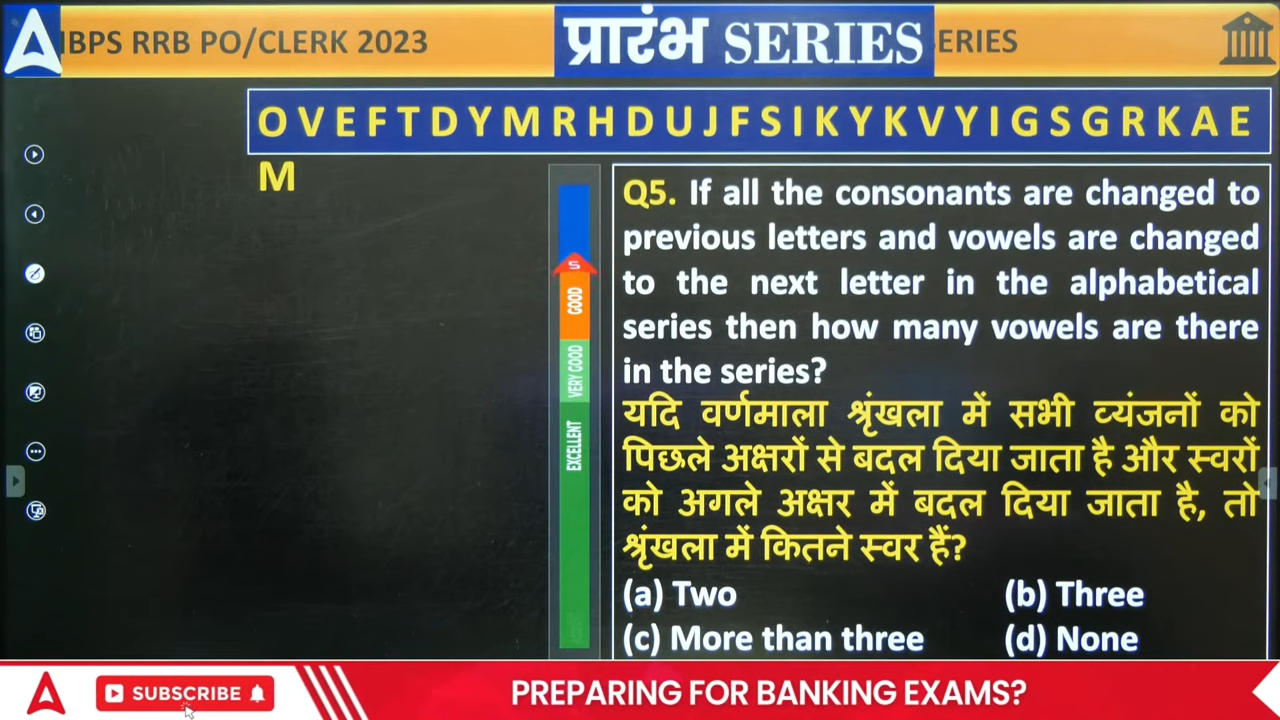 IBPS RRB PO/CLERK 2023
प्रारंभ SERIES
ERIES
O V E F T D Y M R H D U J F S I K Y K V Y I G S G R K A E
M
Q5. If all the consonants are changed to
previous letters and vowels are changed
to the next letter in the alphabetical
series then how many vowels are there
in the series?
यदि वर्णमाला श्रृंखला में सभी व्यंजनों को
पिछले अक्षरों से बदल दिया जाता है और स्वरों
को अगले अक्षर में बदल दिया जाता है, तो
श्रृंखला में कितने स्वर हैं?
(a) Two (b) Three
(c) More than three (d) None
5
GOOD
VERY GOOD
EXCELLENT
SUBSCRIBE
PREPARING FOR BANKING EXAMS?